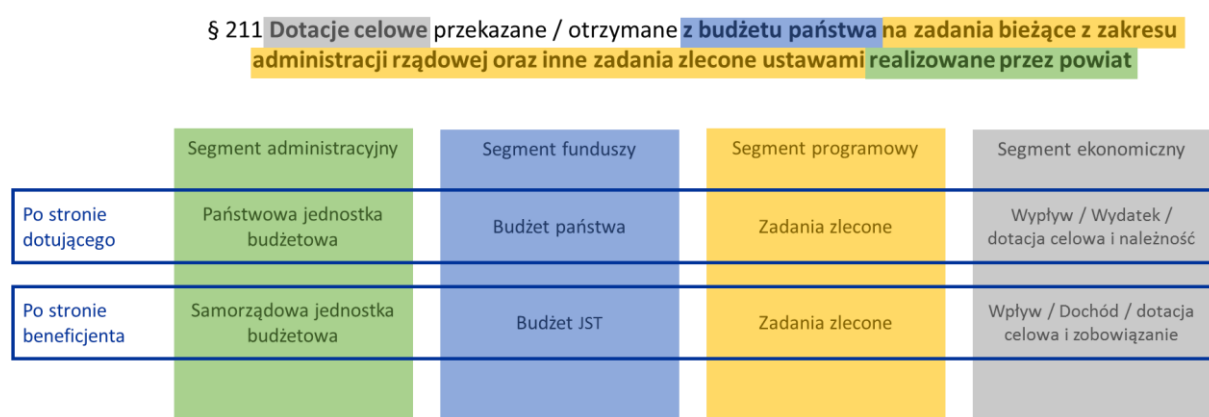 § 211 Dotacje celowe przekazane / otrzymane z budżetu państwa na zadania bieżące z zakresu
administracji rządowej oraz inne zadania zlecone ustawami realizowane przez powiat
Segment administracyjny
Segment funduszy
Segment programowy
Segment ekonomiczny
Po stronie
dotującego
Państwowa jednostka
budżetowa
Budżet państwa
Zadania zlecone
Wypływ / Wydatek /
dotacja celowa i należność
Po stronie
beneficjenta
Samorządowa jednostka
budżetowa
Budżet JST
Zadania zlecone
Wpływ / Dochód / dotacja
celowa i zobowiązanie